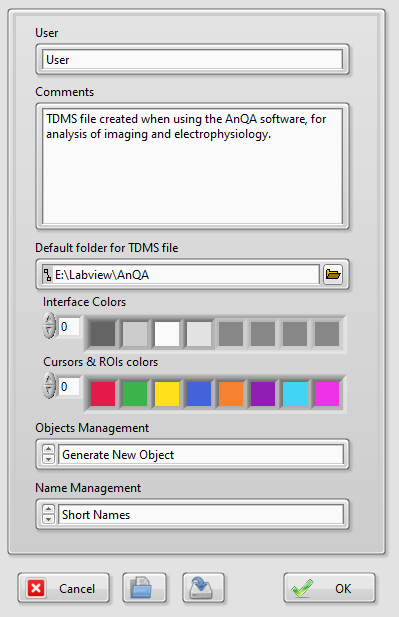 User
User
Comments
TDMS file created when using the AnQA software, for
analysis of imaging and electrophysiology.
Default folder for TDMS file
E:\Labview\AnQA
Interface Colors
0
Cursors & ROIs colors
0
Objects Management
Generate New Object
Name Management
Short Names
Cancel
OK